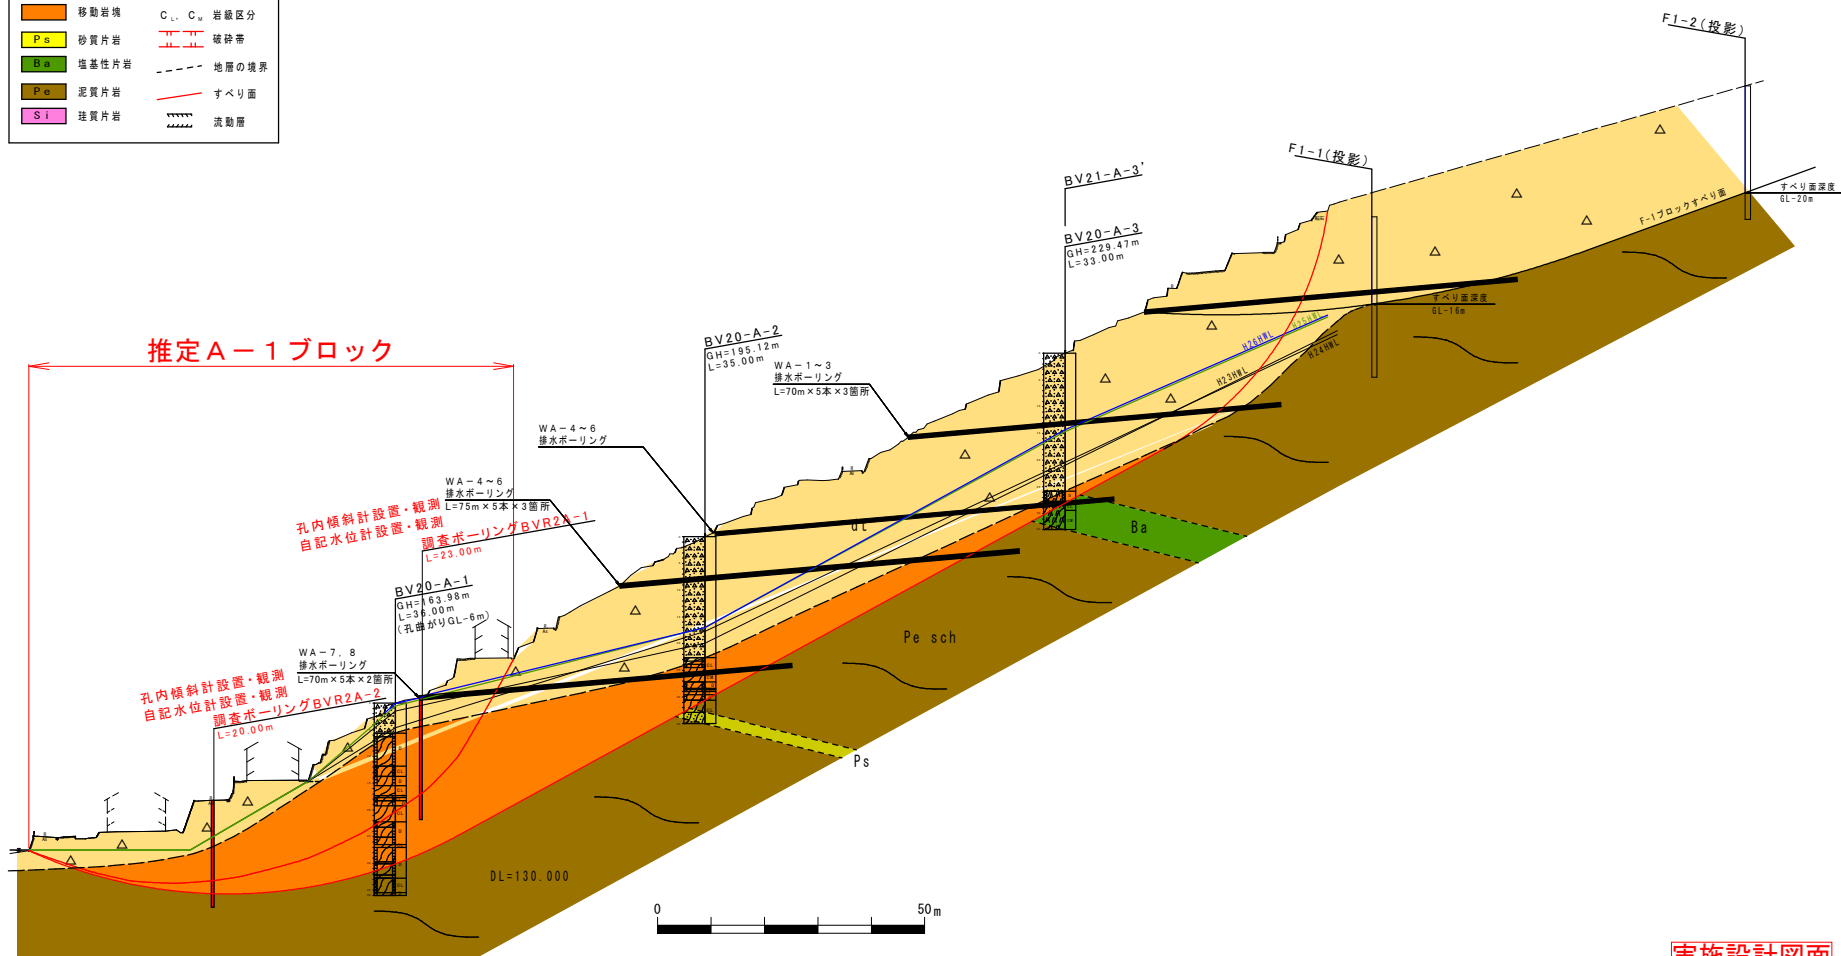 移動岩塊
Ps 砂質片岩
Ba 塩基性片岩
Pe 泥質片岩
Si 珪質片岩
CL, CM 岩級区分
破砕帯
地層の境界
すべり面
流動層
推定A−1ブロック
孔内傾斜計設置・観測
自記水位計設置・観測
調査ボーリングBVR2A-1
L=23.00m
孔内傾斜計設置・観測
自記水位計設置・観測
調査ボーリングBVR2A-2
L=20.00m
WA-7, 8
排水ボーリング
L=70m×5本×2箇所
BV20-A-1
GH=163.98m
L=36.00m
(孔曲がりGL-6m)
WA-4~6
排水ボーリング
L=75m×5本×3箇所
WA-4~6
排水ボーリング
BV20-A-2
GH=195.12m
L=35.00m
WA-1~3
排水ボーリング
L=70m×5本×3箇所
BV21-A-3'
BV20-A-3
GH=229.47m
L=33.00m
F1-1(投影)
F1-2(投影)
すべり面深度
GL-20m
F-1ブロックすべり面
すべり面深度
GL-16m
H26HWL
H25HWL
H24HWL
H23HWL
dt
Ba
Pe sch
Ps
DL=130.000
0 50m
実施設計図面